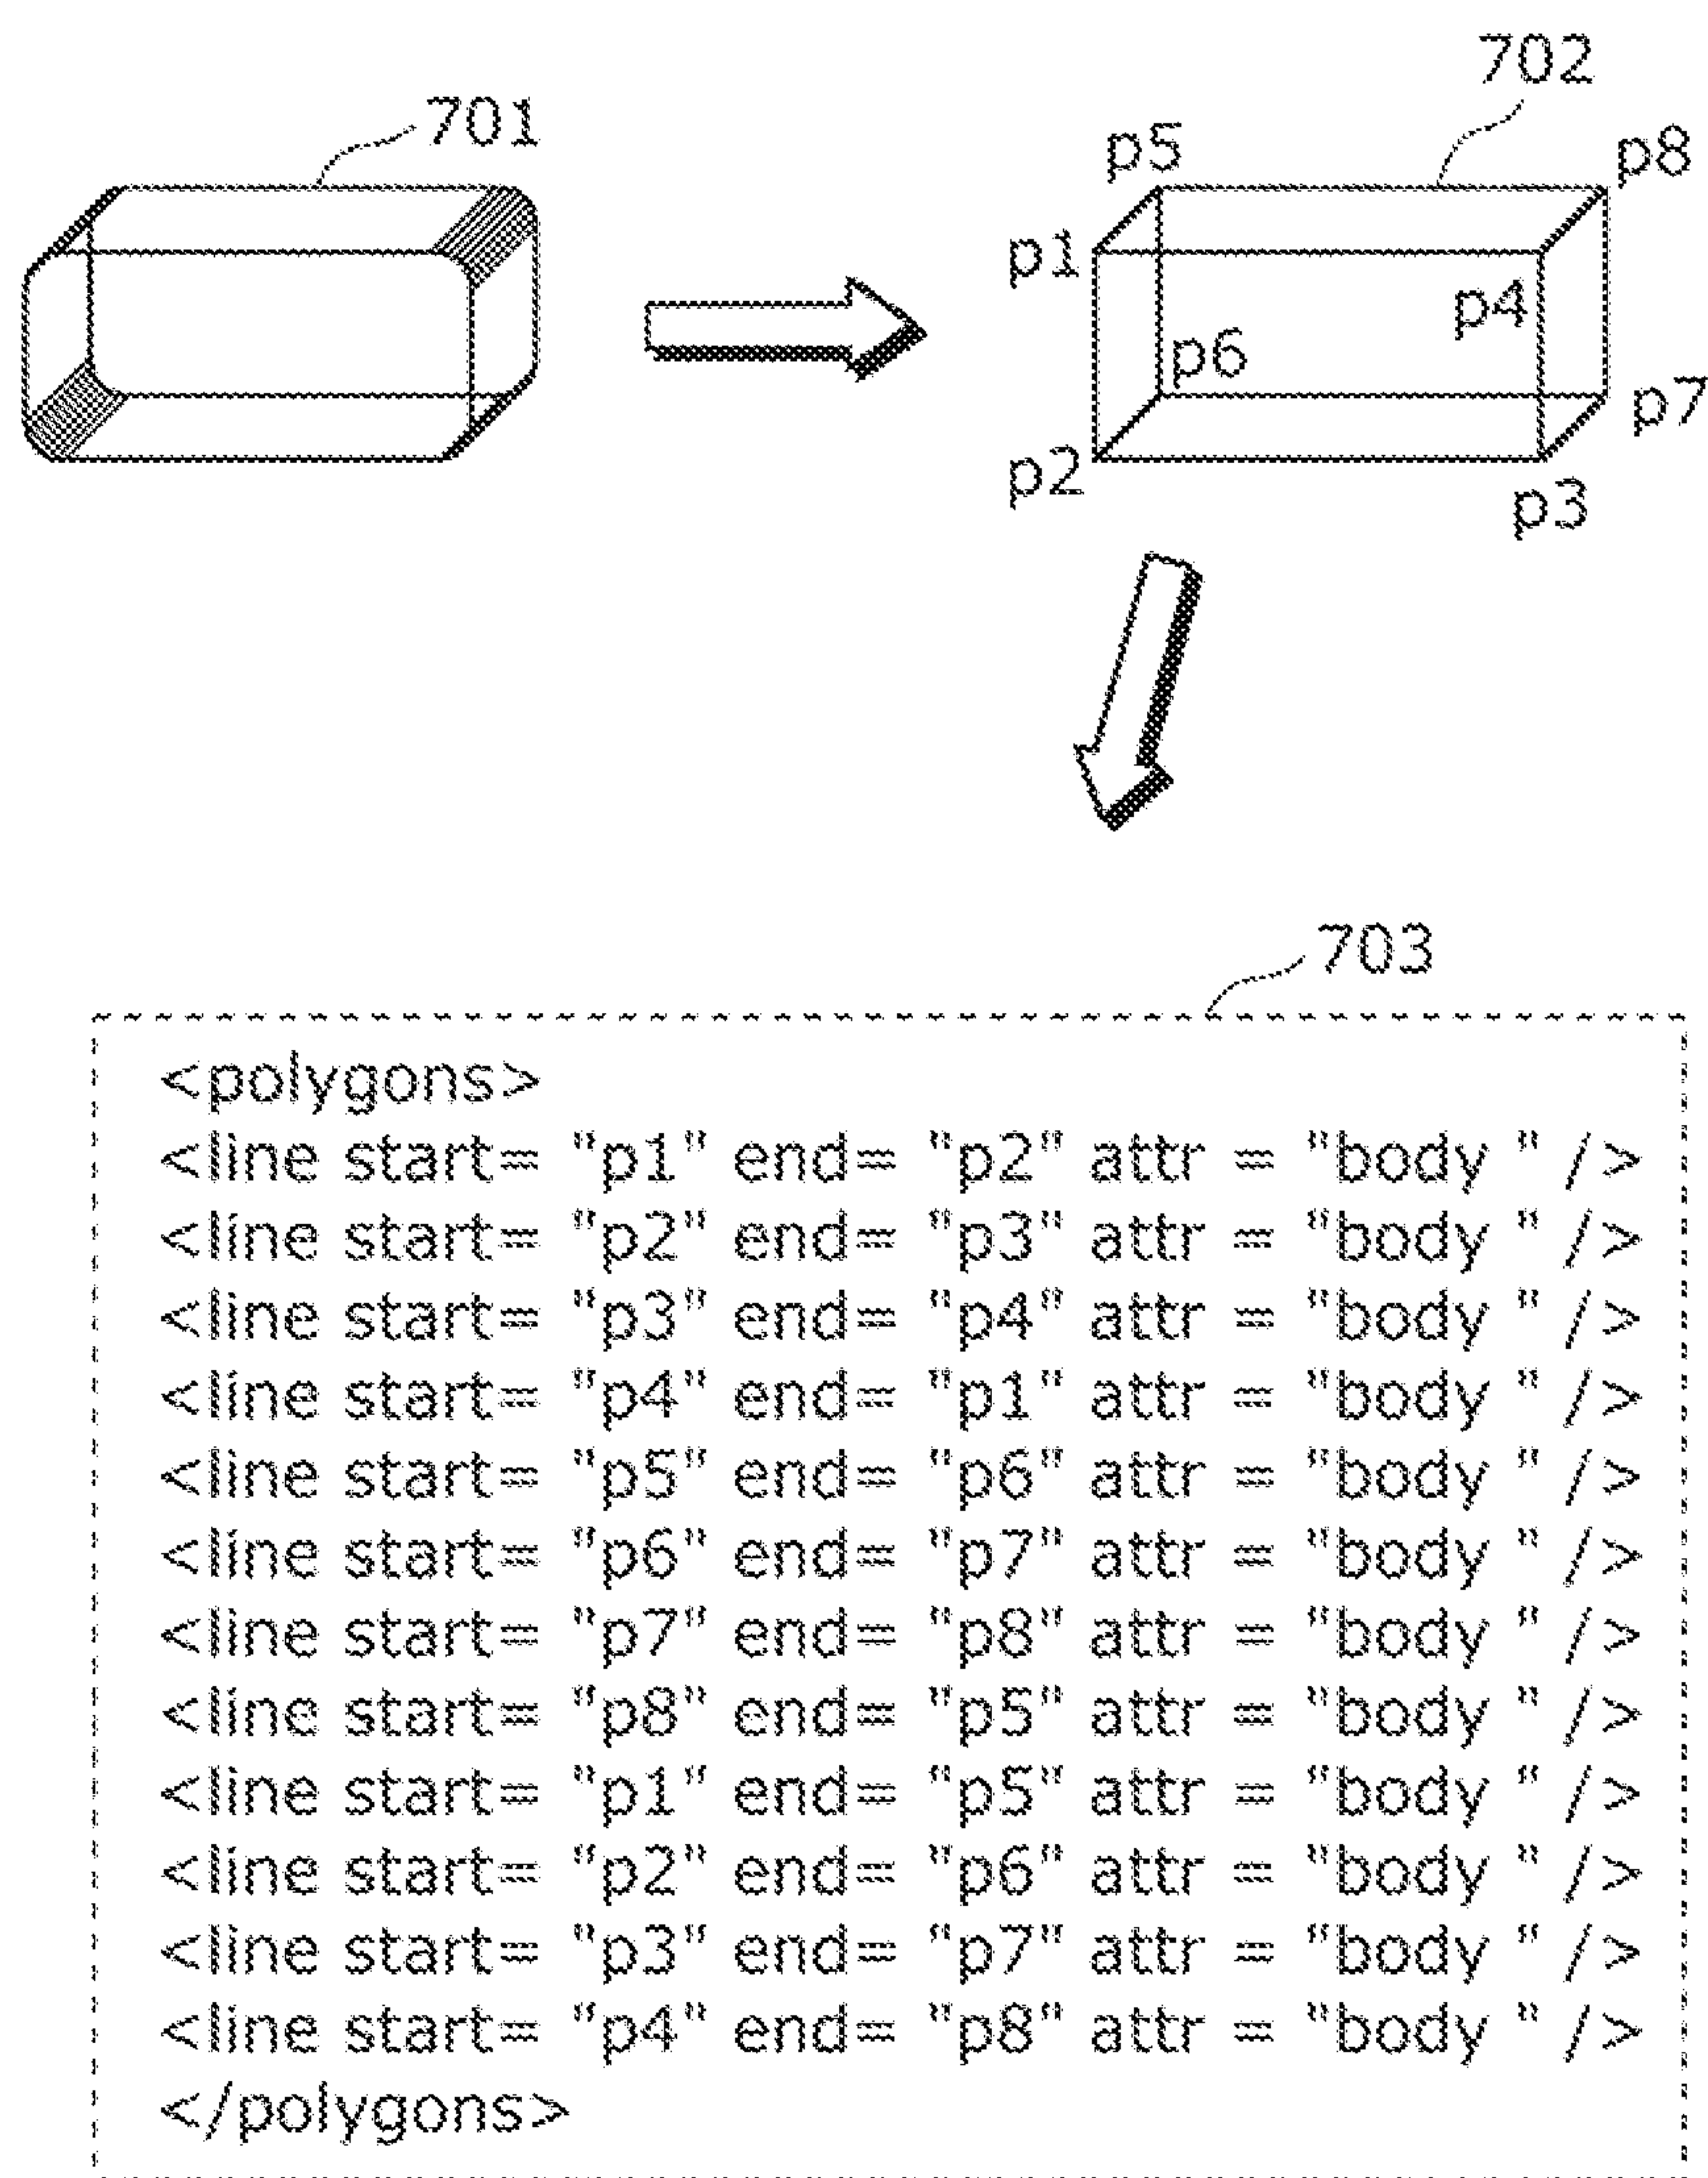 702
701
p5
p8
p1
p4
p6
p7
p2
p3
703
<polygons>
<line start= "p1" end= "p2" attr = "body " />
<line start= "p2" end= "p3" attr = "body " />
<line start= "p3" end= "p4" attr = "body " />
<line start= "p4" end= "p1" attr = "body " />
<line start= "p5" end= "p6" attr = "body " />
<line start= "p6" end= "p7" attr = "body " />
<line start= "p7" end= "p8" attr = "body " />
<line start= "p8" end= "p5" attr = "body " />
<line start= "p1" end= "p5" attr = "body " />
<line start= "p2" end= "p6" attr = "body " />
<line start= "p3" end= "p7" attr = "body " />
<line start= "p4" end= "p8" attr = "body " />
</polygons>